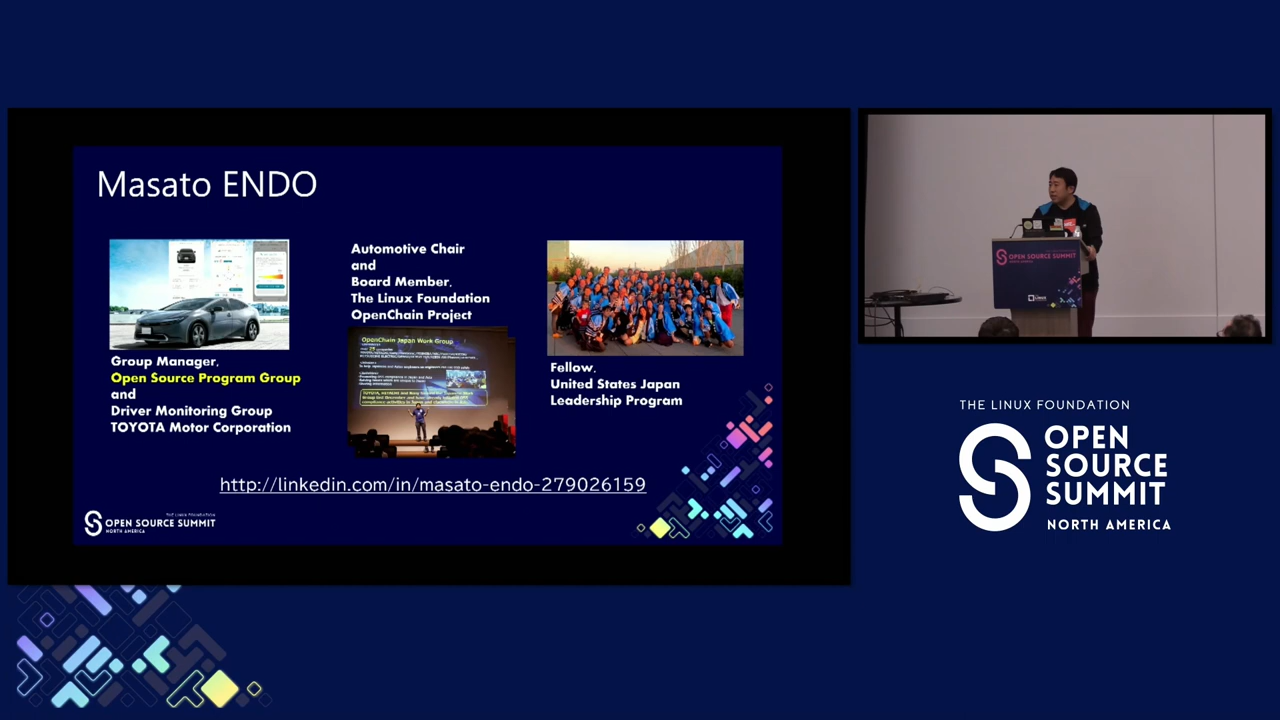 Masato ENDO
Group Manager,
Open Source Program Group
and
Driver Monitoring Group
TOYOTA Motor Corporation
Automotive Chair
and
Board Member,
The Linux Foundation
OpenChain Project
OpenChain Japan Work Group
Fellow,
United States Japan
Leadership Program
http://linkedin.com/in/masato-endo-279026159
THE LINUX FOUNDATION
OPEN SOURCE SUMMIT
NORTH AMERICA
OPEN SOURCE SUMMIT
THE LINUX FOUNDATION
OPEN
SOURCE
SUMMIT
NORTH AMERICA